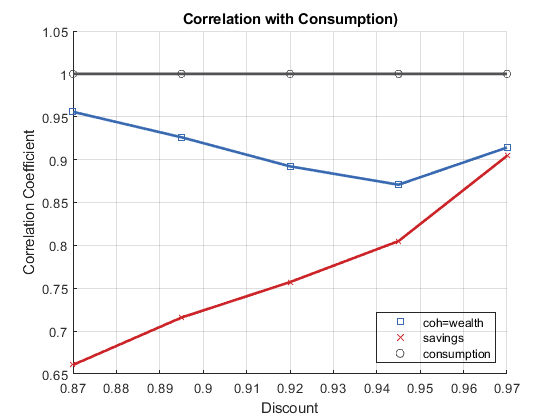 Correlation with Consumption)
1.05
1
0.95
0.9
0.85
0.8
0.75
0.7
0.65
Correlation Coefficient
coh=wealth
savings
consumption
0.87 0.88 0.89 0.9 0.91 0.92 0.93 0.94 0.95 0.96 0.97
Discount